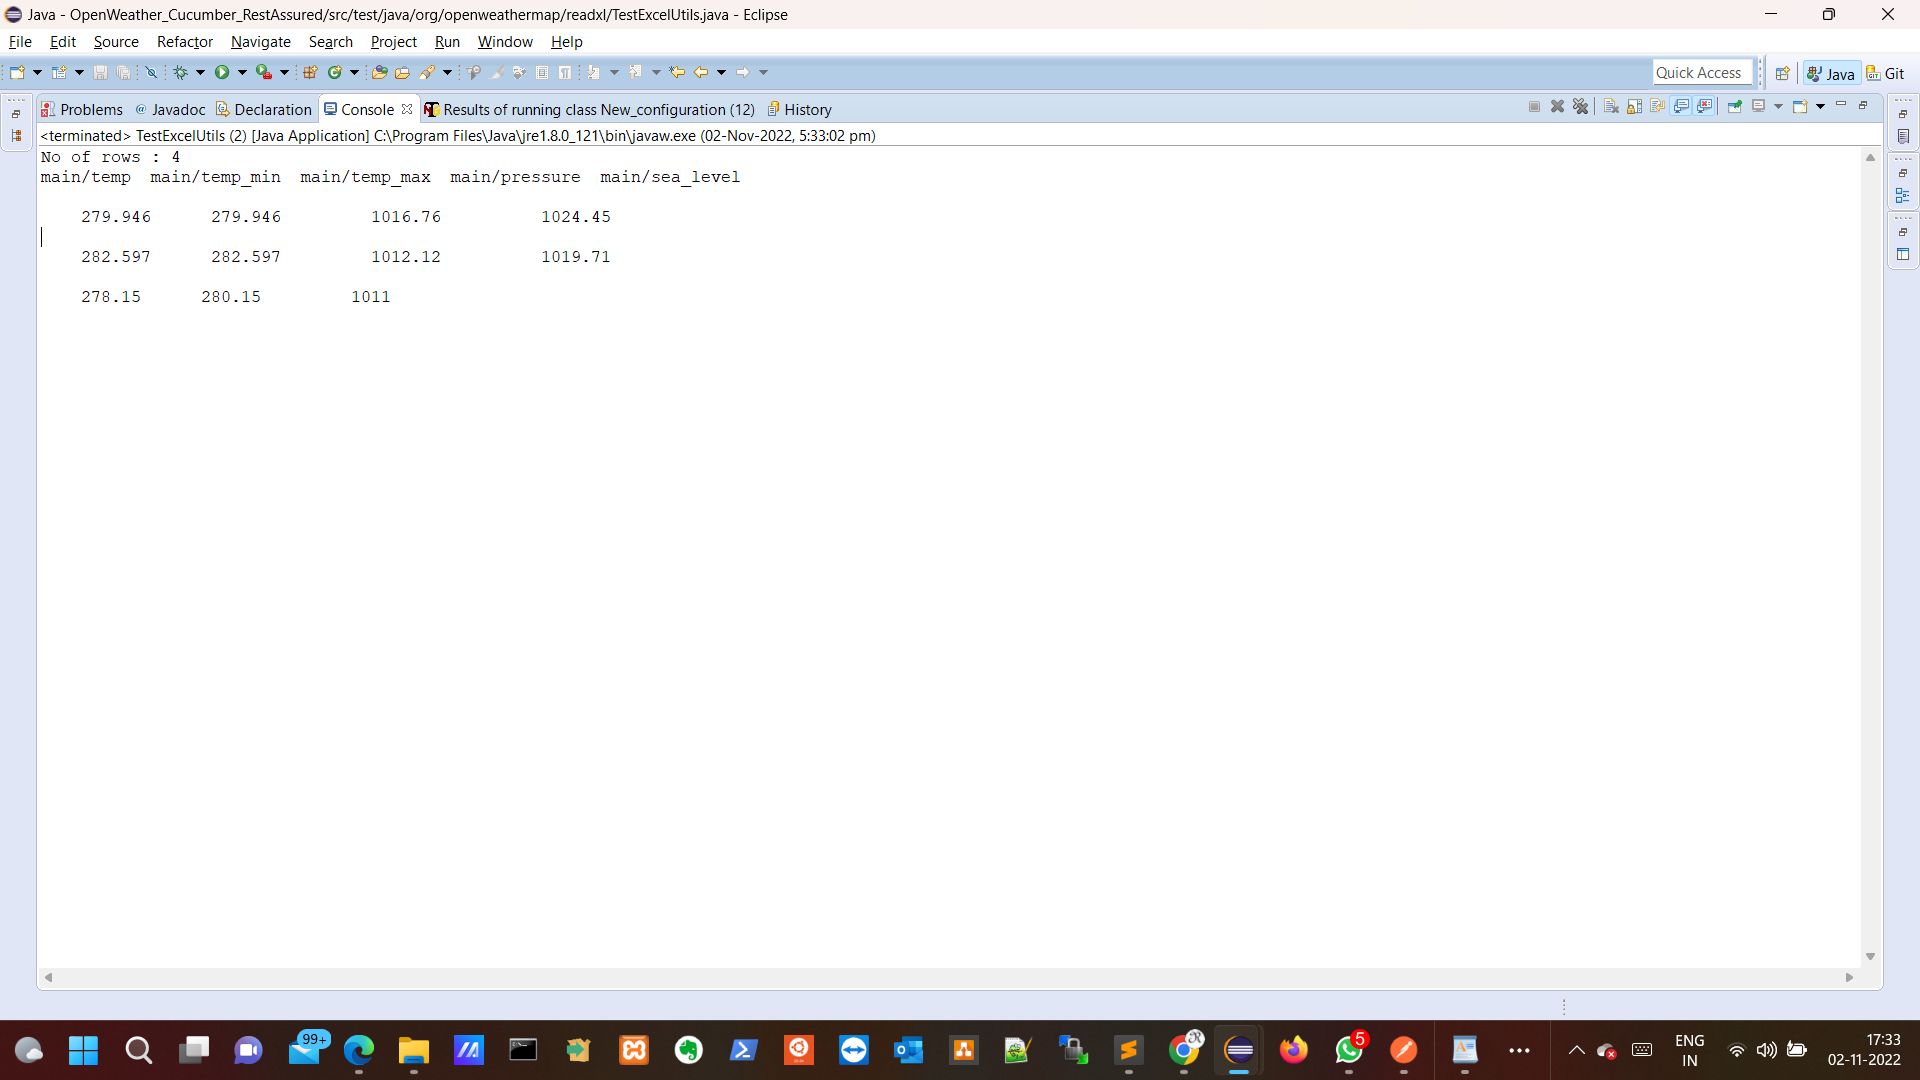 Java - OpenWeather_Cucumber_RestAssured/src/test/java/org/openweathermap/readxl/TestExcelUtils.java - Eclipse
File Edit Source Refactor Navigate Search Project Run Window Help
Quick Access Java Git
Problems @ Javadoc Declaration Console Results of running class New_configuration (12) History
<terminated> TestExcelUtils (2) [Java Application] C:\Program Files\Java\jre1.8.0_121\bin\javaw.exe (02-Nov-2022, 5:33:02 pm)
No of rows : 4
main/temp main/temp_min main/temp_max main/pressure main/sea_level
279.946 279.946 1016.76 1024.45
282.597 282.597 1012.12 1019.71
278.15 280.15 1011
99+
5
ENG
IN
17:33
02-11-2022